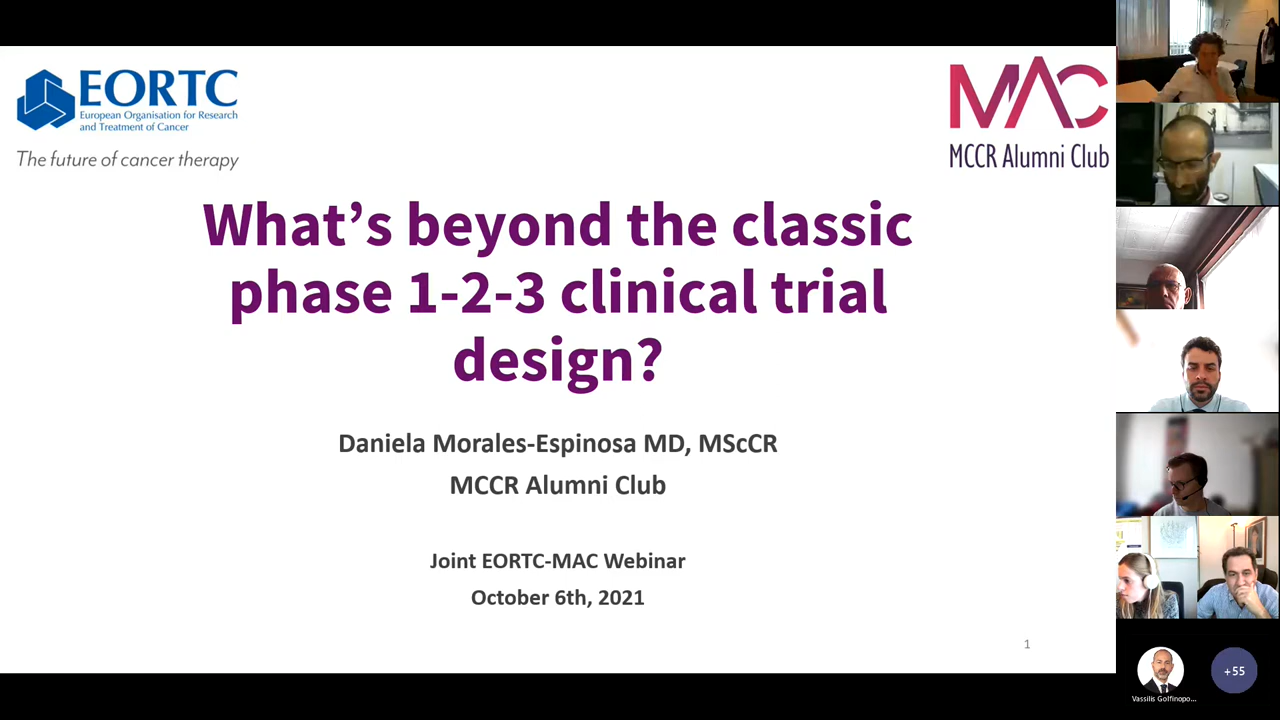 EORTC
European Organisation for Research
and Treatment of Cancer
The future of cancer therapy
MAC
MCCR Alumni Club
What’s beyond the classic
phase 1-2-3 clinical trial
design?
Daniela Morales-Espinosa MD, MScCR
MCCR Alumni Club
Joint EORTC-MAC Webinar
October 6th, 2021
1
Vassilis Golfinopo...
+55